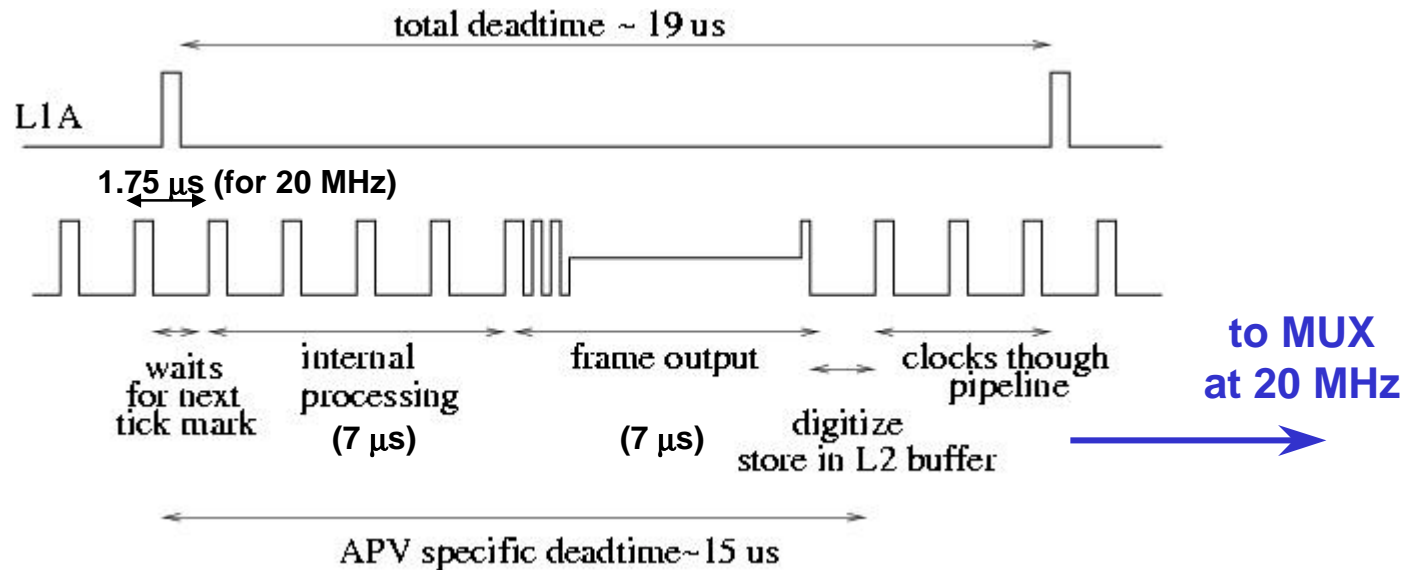 total deadtime ~ 19 us
L1A
1.75 μs (for 20 MHz)
waits
for next
tick mark
internal
processing
(7 μs)
frame output
(7 μs)
digitize
store in L2 buffer
clocks though
pipeline
to MUX
at 20 MHz
APV specific deadtime~15 us